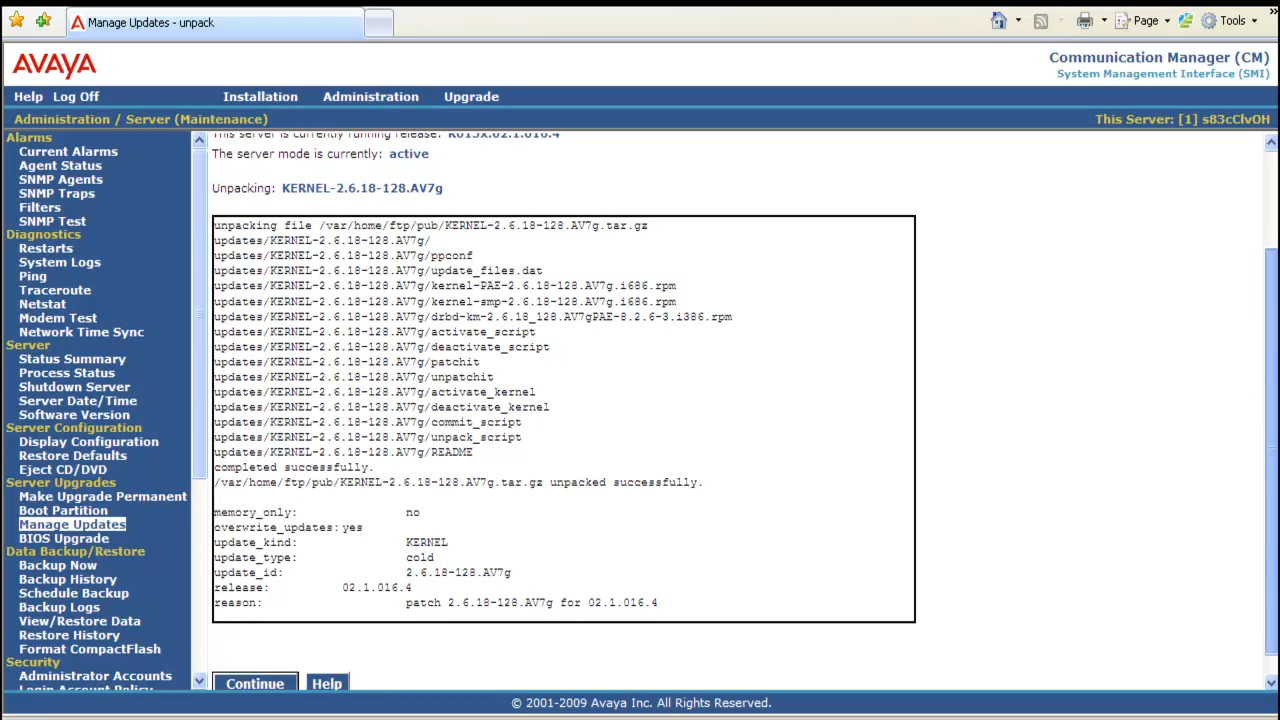 Manage Updates - unpack
Page
Tools
AVAYA
Communication Manager (CM)
System Management Interface (SMI)
Help Log Off Installation Administration Upgrade
Administration / Server (Maintenance)
This Server: [1] s83cClvOH
Alarms
Current Alarms
Agent Status
SNMP Agents
SNMP Traps
Filters
SNMP Test
Diagnostics
Restarts
System Logs
Ping
Traceroute
Netstat
Modem Test
Network Time Sync
Server
Status Summary
Process Status
Shutdown Server
Server Date/Time
Software Version
Server Configuration
Display Configuration
Restore Defaults
Eject CD/DVD
Server Upgrades
Make Upgrade Permanent
Boot Partition
Manage Updates
BIOS Upgrade
Data Backup/Restore
Backup Now
Backup History
Schedule Backup
Backup Logs
View/Restore Data
Restore History
Format CompactFlash
Security
Administrator Accounts
Login Account Policy
This server is currently running release: R015x.02.1.016.4
The server mode is currently: active
Unpacking: KERNEL-2.6.18-128.AV7g
unpacking file /var/home/ftp/pub/KERNEL-2.6.18-128.AV7g.tar.gz
updates/KERNEL-2.6.18-128.AV7g/
updates/KERNEL-2.6.18-128.AV7g/ppconf
updates/KERNEL-2.6.18-128.AV7g/update_files.dat
updates/KERNEL-2.6.18-128.AV7g/kernel-PAE-2.6.18-128.AV7g.i686.rpm
updates/KERNEL-2.6.18-128.AV7g/kernel-smp-2.6.18-128.AV7g.i686.rpm
updates/KERNEL-2.6.18-128.AV7g/drbd-km-2.6.18_128.AV7gPAE-8.2.6-3.i386.rpm
updates/KERNEL-2.6.18-128.AV7g/activate_script
updates/KERNEL-2.6.18-128.AV7g/deactivate_script
updates/KERNEL-2.6.18-128.AV7g/patchit
updates/KERNEL-2.6.18-128.AV7g/unpatchit
updates/KERNEL-2.6.18-128.AV7g/activate_kernel
updates/KERNEL-2.6.18-128.AV7g/deactivate_kernel
updates/KERNEL-2.6.18-128.AV7g/commit_script
updates/KERNEL-2.6.18-128.AV7g/unpack_script
updates/KERNEL-2.6.18-128.AV7g/README
completed successfully.
/var/home/ftp/pub/KERNEL-2.6.18-128.AV7g.tar.gz unpacked successfully.
memory_only: no
overwrite_updates: yes
update_kind: KERNEL
update_type: cold
update_id: 2.6.18-128.AV7g
release: 02.1.016.4
reason: patch 2.6.18-128.AV7g for 02.1.016.4
Continue Help
© 2001-2009 Avaya Inc. All Rights Reserved.